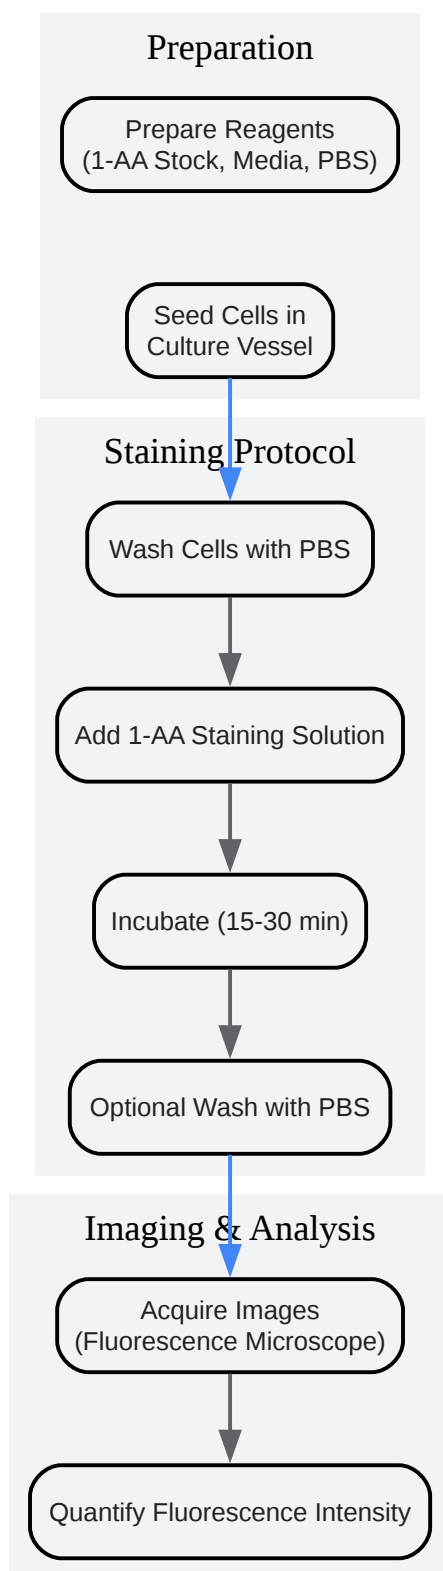 Preparation
Prepare Reagents
(1-AA Stock, Media, PBS)
Seed Cells in
Culture Vessel
Staining Protocol
Wash Cells with PBS
Add 1-AA Staining Solution
Incubate (15-30 min)
Optional Wash with PBS
Imaging & Analysis
Acquire Images
(Fluorescence Microscope)
Quantify Fluorescence Intensity